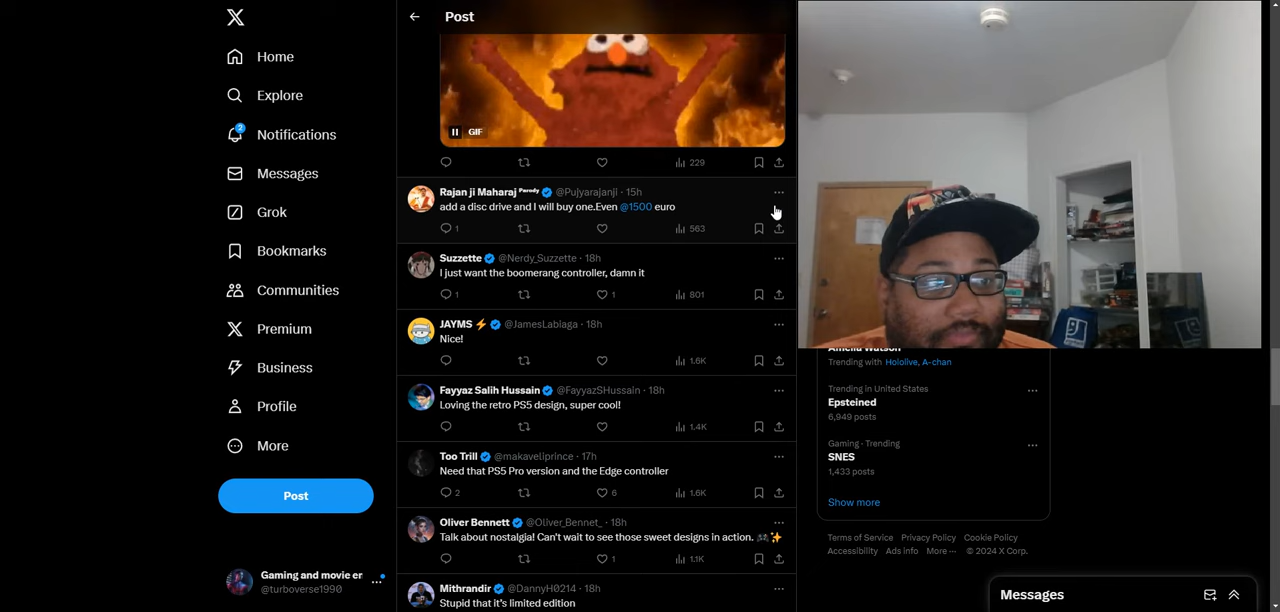 Home
Explore
2
Notifications
Messages
Grok
Bookmarks
Communities
Premium
Business
Profile
More
Post
Gaming and movie er
@turboverse1990
Post
GIF
229
Rajan ji Maharaj Parody @Pujyarajanji · 15h
add a disc drive and I will buy one.Even @1500 euro
1 563
Suzzette @Nerdy_Suzzette · 18h
I just want the boomerang controller, damn it
1 1 801
JAYMS ⚡ @JamesLabiaga · 18h
Nice!
1.6K
Fayyaz Salih Hussain @FayyazSHussain · 18h
Loving the retro PS5 design, super cool!
1.4K
Too Trill @makaveliprince · 17h
Need that PS5 Pro version and the Edge controller
2 6 1.6K
Oliver Bennett @Oliver_Bennet_ · 18h
Talk about nostalgia! Can't wait to see those sweet designs in action. 🎮✨
1 1.1K
Mithrandir @DannyH0214 · 18h
Stupid that it's limited edition
Amelia Watson
Trending with Hololive, A-chan
Trending in United States
Epsteined
6,949 posts
Gaming · Trending
SNES
1,433 posts
Show more
Terms of Service Privacy Policy Cookie Policy
Accessibility Ads info More ··· © 2024 X Corp.
Messages